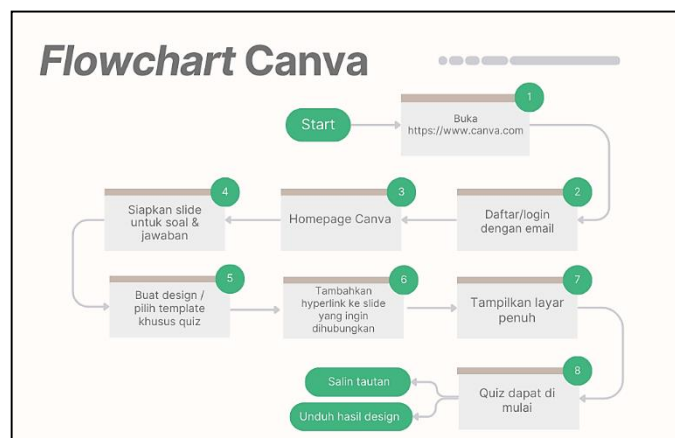 Flowchart Canva
Start
1
Buka
https://www.canva.com
2
Daftar/login
dengan email
3
Homepage Canva
4
Siapkan slide
untuk soal &
jawaban
5
Buat design /
pilih template
khusus quiz
6
Tambahkan
hyperlink ke slide
yang ingin
dihubungkan
7
Tampilkan layar
penuh
8
Quiz dapat di
mulai
Salin tautan
Unduh hasil design